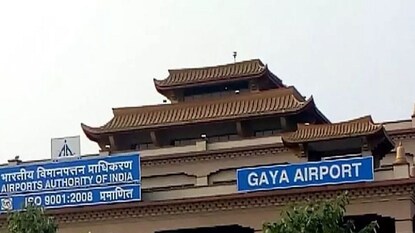 भारतीय विमानपत्तन प्राधिकरण
AIRPORTS AUTHORITY OF INDIA
ISO 9001:2008 प्रमाणित
GAYA AIRPORT